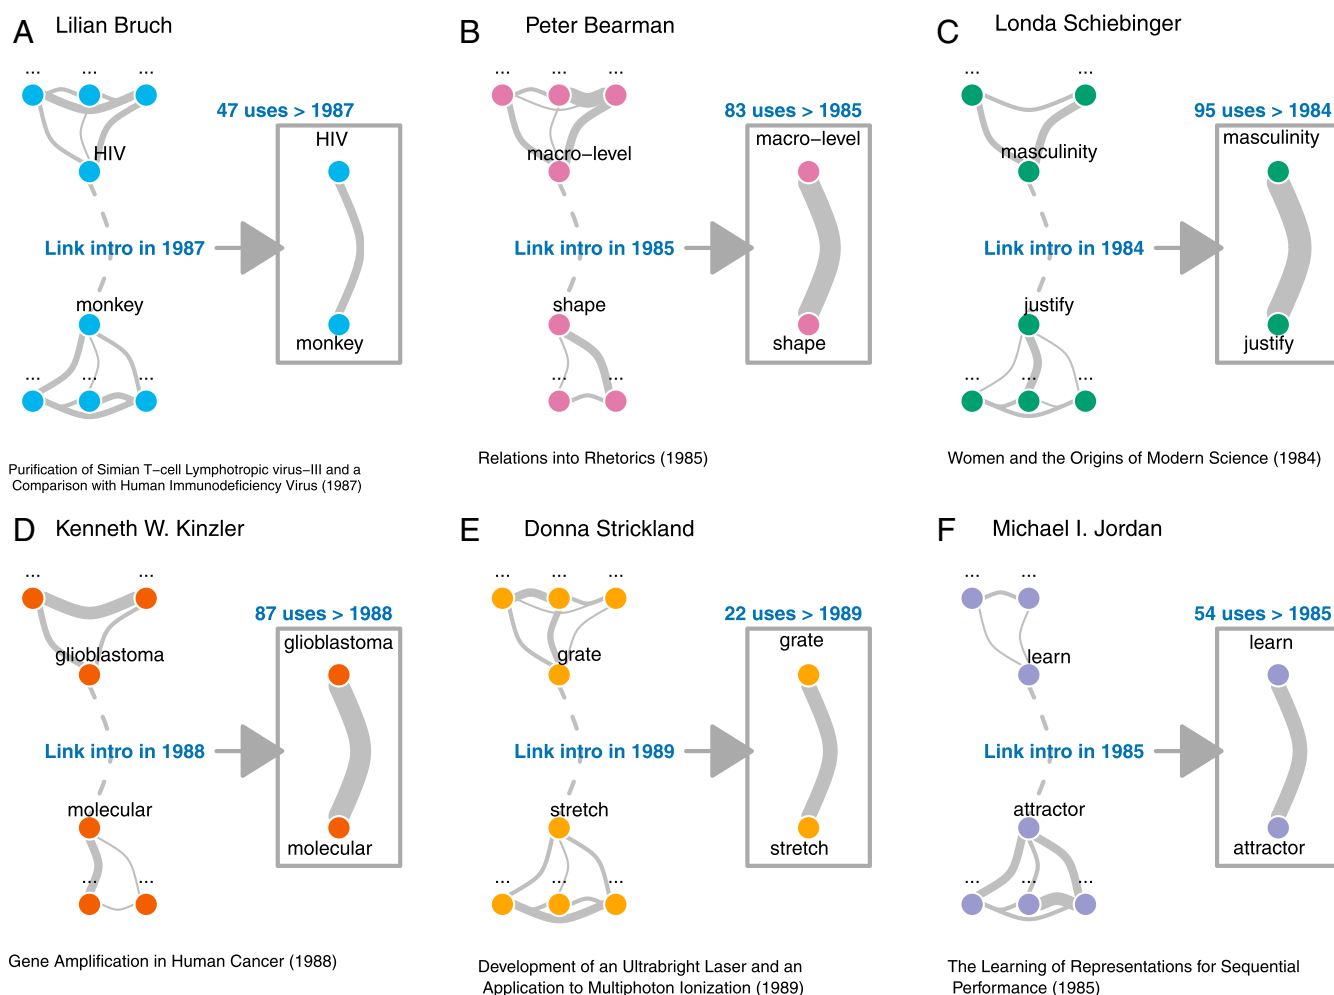 A Lilian Bruch
... ... ...
47 uses > 1987
HIV
HIV
Link intro in 1987
monkey
monkey
... ... ...
Purification of Simian T−cell Lymphotropic virus−III and a
Comparison with Human Immunodeficiency Virus (1987)
B Peter Bearman
... ... ...
83 uses > 1985
macro−level
macro−level
Link intro in 1985
shape
shape
... ...
Relations into Rhetorics (1985)
C Londa Schiebinger
... ...
95 uses > 1984
masculinity
masculinity
Link intro in 1984
justify
justify
... ... ...
Women and the Origins of Modern Science (1984)
D Kenneth W. Kinzler
... ...
87 uses > 1988
glioblastoma
glioblastoma
Link intro in 1988
molecular
molecular
... ...
Gene Amplification in Human Cancer (1988)
E Donna Strickland
... ... ...
22 uses > 1989
grate
grate
Link intro in 1989
stretch
stretch
... ... ...
Development of an Ultrabright Laser and an
Application to Multiphoton Ionization (1989)
F Michael I. Jordan
... ...
54 uses > 1985
learn
learn
Link intro in 1985
attractor
attractor
... ... ...
The Learning of Representations for Sequential
Performance (1985)